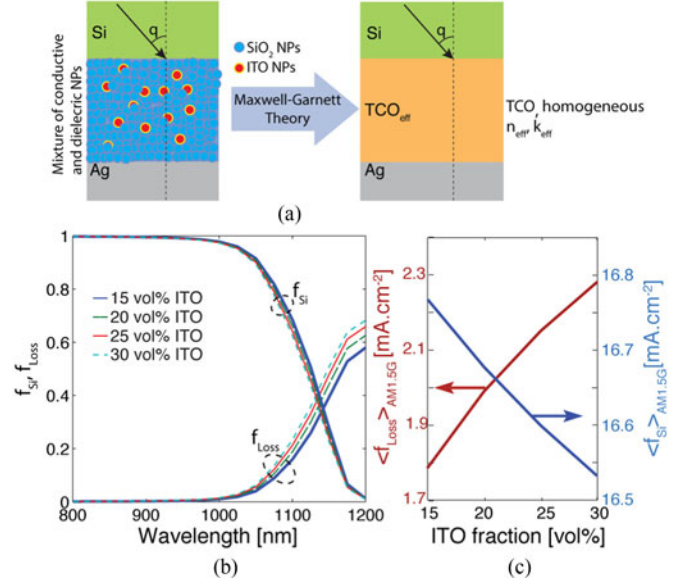 Si
q
SiO2 NPs
ITO NPs
Mixture of conductive
and dielecric NPs
Maxwell-Garnett
Theory
Ag
Si
q
TCOeff
TCO homogeneous
neff, keff
(a)
1
0.8
0.6
0.4
0.2
0
fSi, fLoss
15 vol% ITO
20 vol% ITO
25 vol% ITO
30 vol% ITO
fSi
fLoss
800
900
1000
1100
1200
Wavelength [nm]
(b)
<fLoss>AM1.5G [mA.cm-2]
2.3
2.1
1.9
1.7
16.8
16.7
16.6
16.5
<fSi>AM1.5G[mA.cm-2]
15
20
25
30
ITO fraction [vol%]
(c)